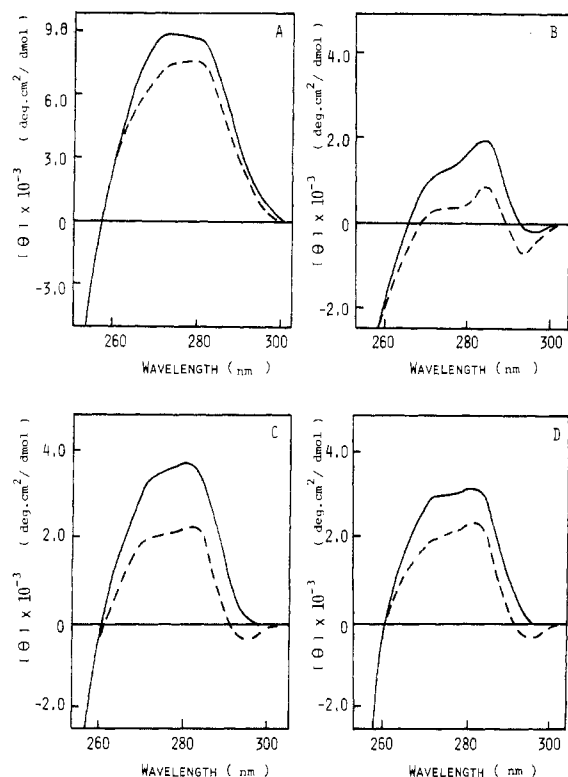 A
[Θ] x 10⁻³ (deg.cm²/ dmol)
9.0
6.0
3.0
0
-3.0
260 280 300
WAVELENGTH ( nm )
B
[Θ] x 10⁻³ (deg.cm²/ dmol)
4.0
2.0
0
-2.0
260 280 300
WAVELENGTH ( nm )
C
[Θ] x 10⁻³ (deg.cm²/ dmol)
4.0
2.0
0
-2.0
260 280 300
WAVELENGTH ( nm )
D
[Θ] x 10⁻³ (deg.cm²/ dmol)
4.0
2.0
0
-2.0
260 280 300
WAVELENGTH ( nm )